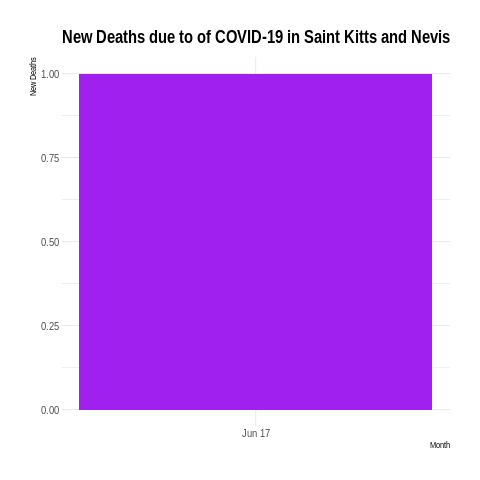 New Deaths due to of COVID-19 in Saint Kitts and Nevis
New Deaths
1.00
0.75
0.50
0.25
0.00
Jun 17
Month